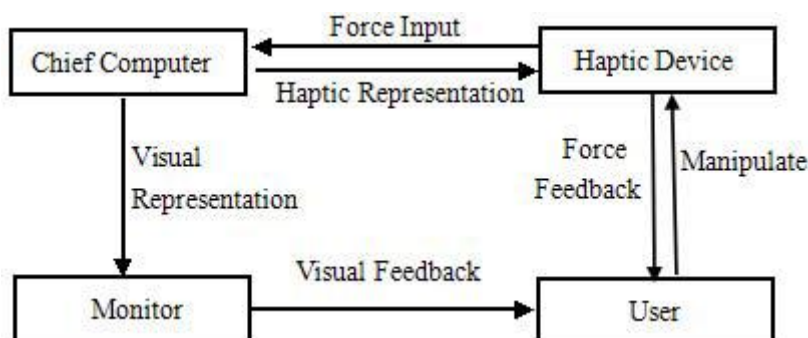 Force Input
Chief Computer
Haptic Device
Haptic Representation
Visual
Representation
Force
Feedback
Manipulate
Visual Feedback
Monitor
User